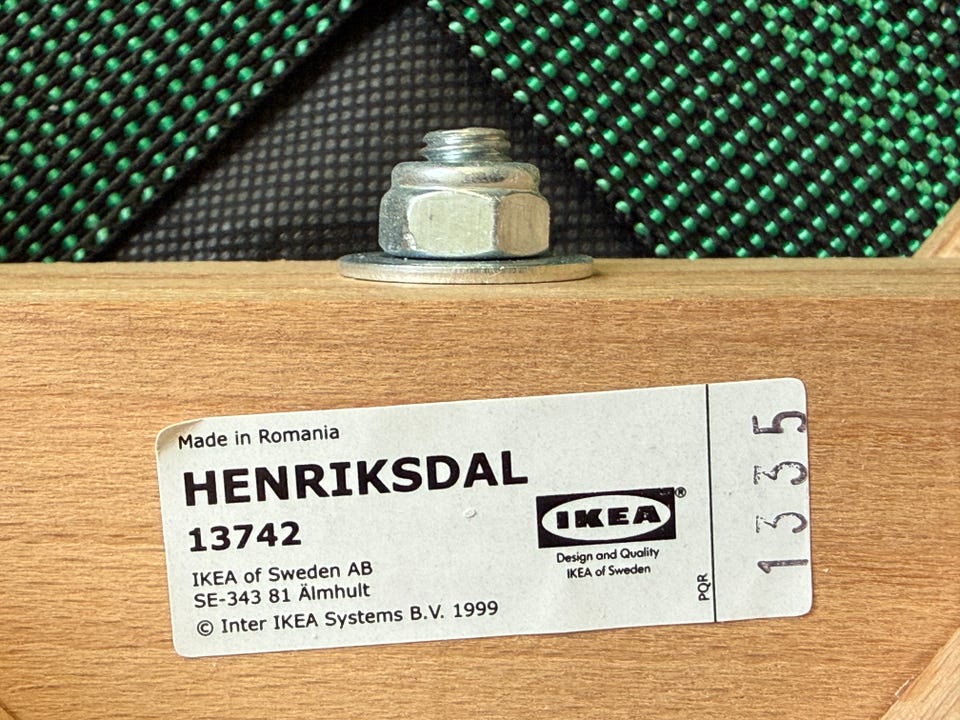 Made in Romania
HENRIKSDAL
13742
IKEA of Sweden AB
SE-343 81 Älmhult
© Inter IKEA Systems B.V. 1999
IKEA®
Design and Quality
IKEA of Sweden
PQR
1335